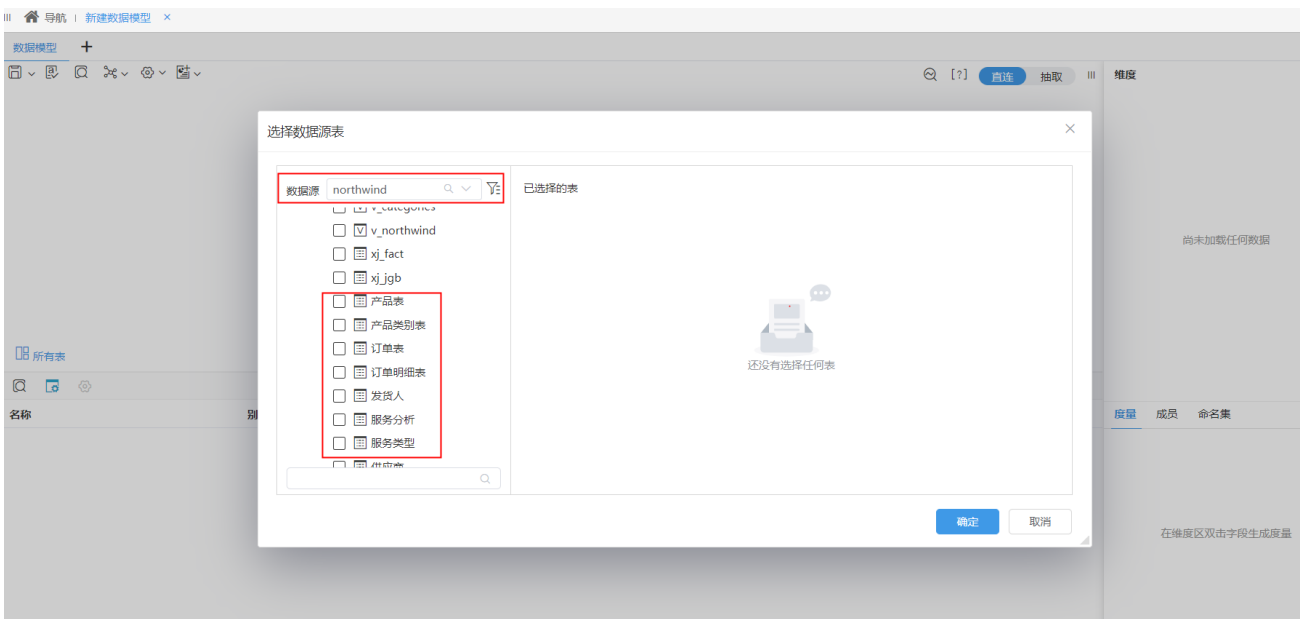 导航 新建数据模型 ×
数据模型 +
[?] 直连 抽取 维度
选择数据源表
数据源 northwind
已选择的表
v_categories
v_northwind
xj_fact
xj_jgb
产品表
产品类别表
订单表
订单明细表
发货人
服务分析
服务类型
供应商
还没有选择任何表
确定 取消
尚未加载任何数据
所有表
名称 别
度量 成员 命名集
在维度区双击字段生成度量